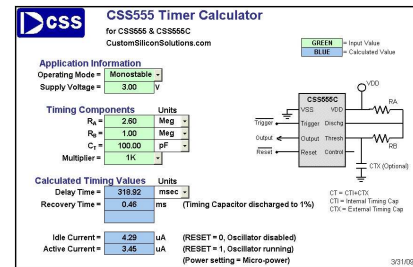 CSS
CSS555 Timer Calculator
for CSS555 & CSS555C
CustomSiliconSolutions.com
GREEN = Input Value
BLUE = Calculated Value
Application Information
Operating Mode = Monostable
Supply Voltage = 3.00 V
Timing Components Units
RA = 2.60 Meg
RB = 1.00 Meg
CT = 100.00 pF
Multiplier = 1K
VDD
CSS555C
VSS VDD
RA
Trigger Trigger Dischg
Output Output Thresh
RB
Reset Reset Control
CTX (Optional)
Calculated Timing Values Units
Delay Time = 318.92 msec
Recovery Time = 0.46 ms (Timing Capacitor discharged to 1%)
CT = CTI+CTX
CTI = Internal Timing Cap
CTX = External Timing Cap
Idle Current = 4.29 uA (RESET = 0, Oscillator disabled)
Active Current = 3.45 uA (RESET = 1, Oscillator running)
(Power setting = Micro-power)
3/31/09